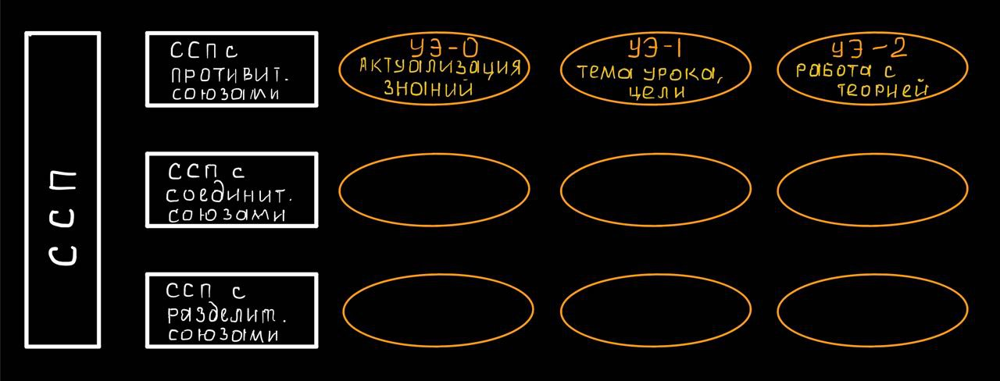 ССП
ССП с
противит.
союзами
УЭ-0
Актуализация
знаний
УЭ-1
Тема урока,
цели
УЭ-2
Работа с
теорией
ССП с
соединит.
союзами
ССП с
разделит.
союзами